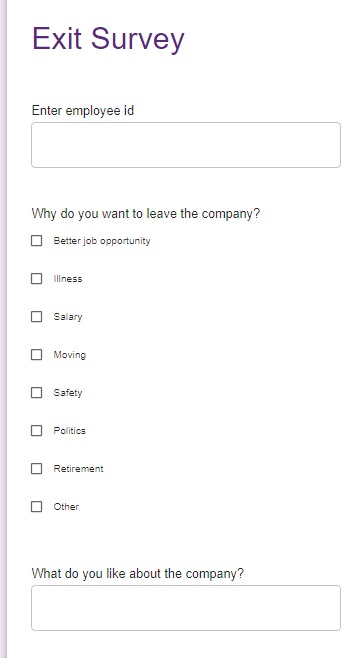 Exit Survey
Enter employee id
Why do you want to leave the company?
Better job opportunity
Illness
Salary
Moving
Safety
Politics
Retirement
Other
What do you like about the company?